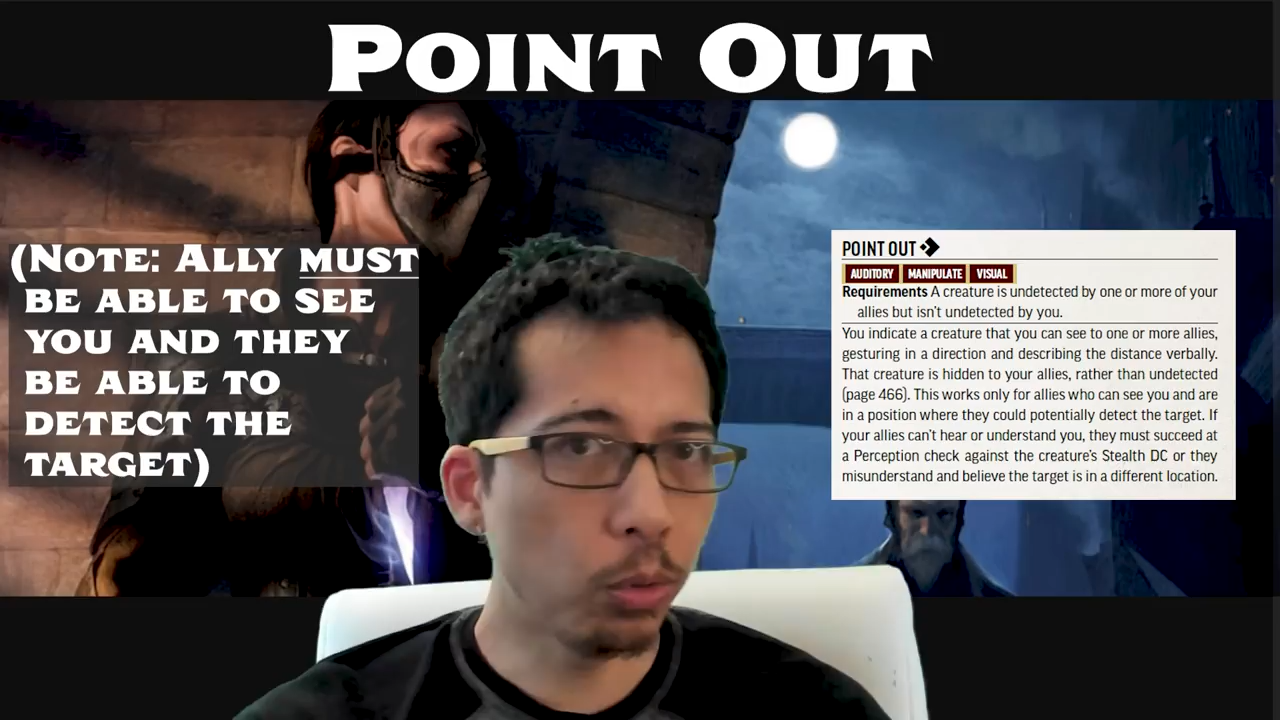 Point Out
(Note: Ally must
be able to see
you and they
be able to
detect the
target)
POINT OUT
AUDITORY MANIPULATE VISUAL
Requirements A creature is undetected by one or more of your
allies but isn't undetected by you.
You indicate a creature that you can see to one or more allies,
gesturing in a direction and describing the distance verbally.
That creature is hidden to your allies, rather than undetected
(page 466). This works only for allies who can see you and are
in a position where they could potentially detect the target. If
your allies can't hear or understand you, they must succeed at
a Perception check against the creature's Stealth DC or they
misunderstand and believe the target is in a different location.